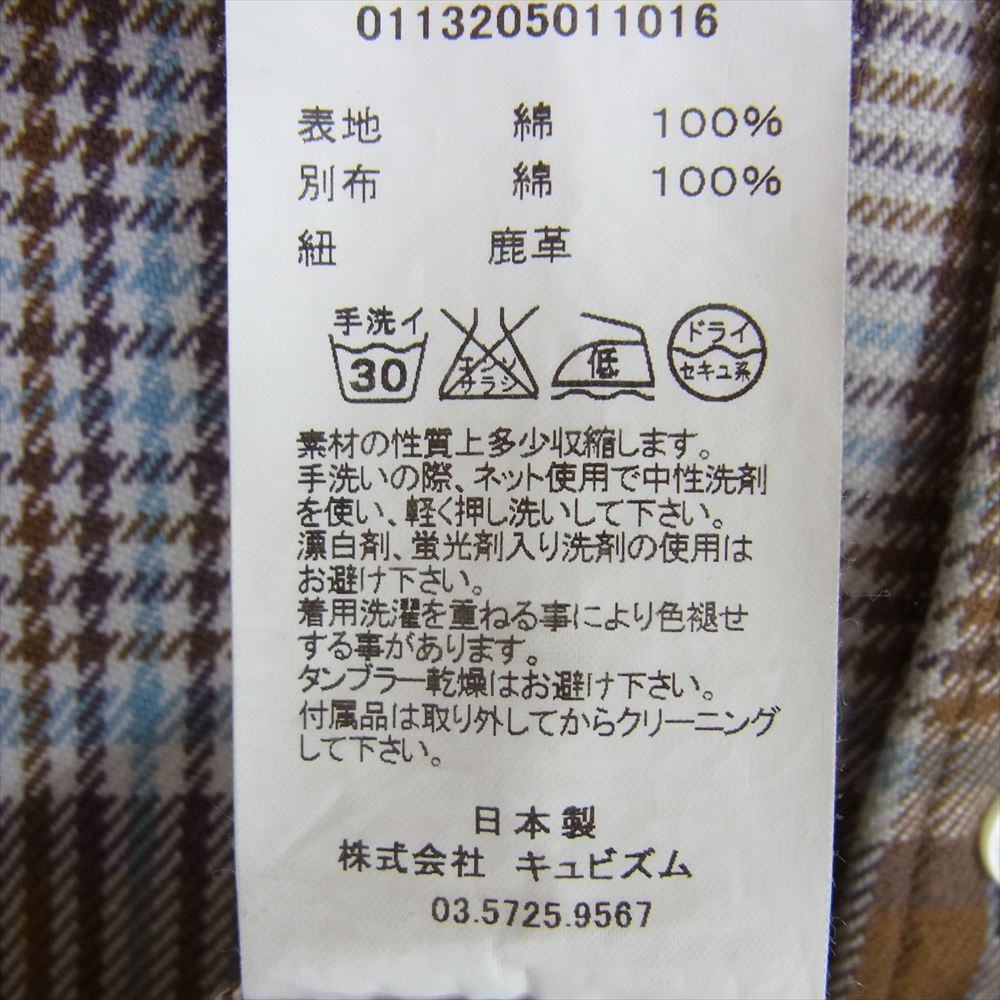 0113205011016
表地 綿 100%
別布 綿 100%
紐 鹿革
手洗イ
30
エンソ
サラシ
低
ドライ
セキユ系
素材の性質上多少収縮します。
手洗いの際、ネット使用で中性洗剤
を使い、軽く押し洗いして下さい。
漂白剤、蛍光剤入り洗剤の使用は
お避け下さい。
着用洗濯を重ねる事により色褪せ
する事があります。
タンブラー乾燥はお避け下さい。
付属品は取り外してからクリーニング
して下さい。
日本製
株式会社 キュビズム
03.5725.9567